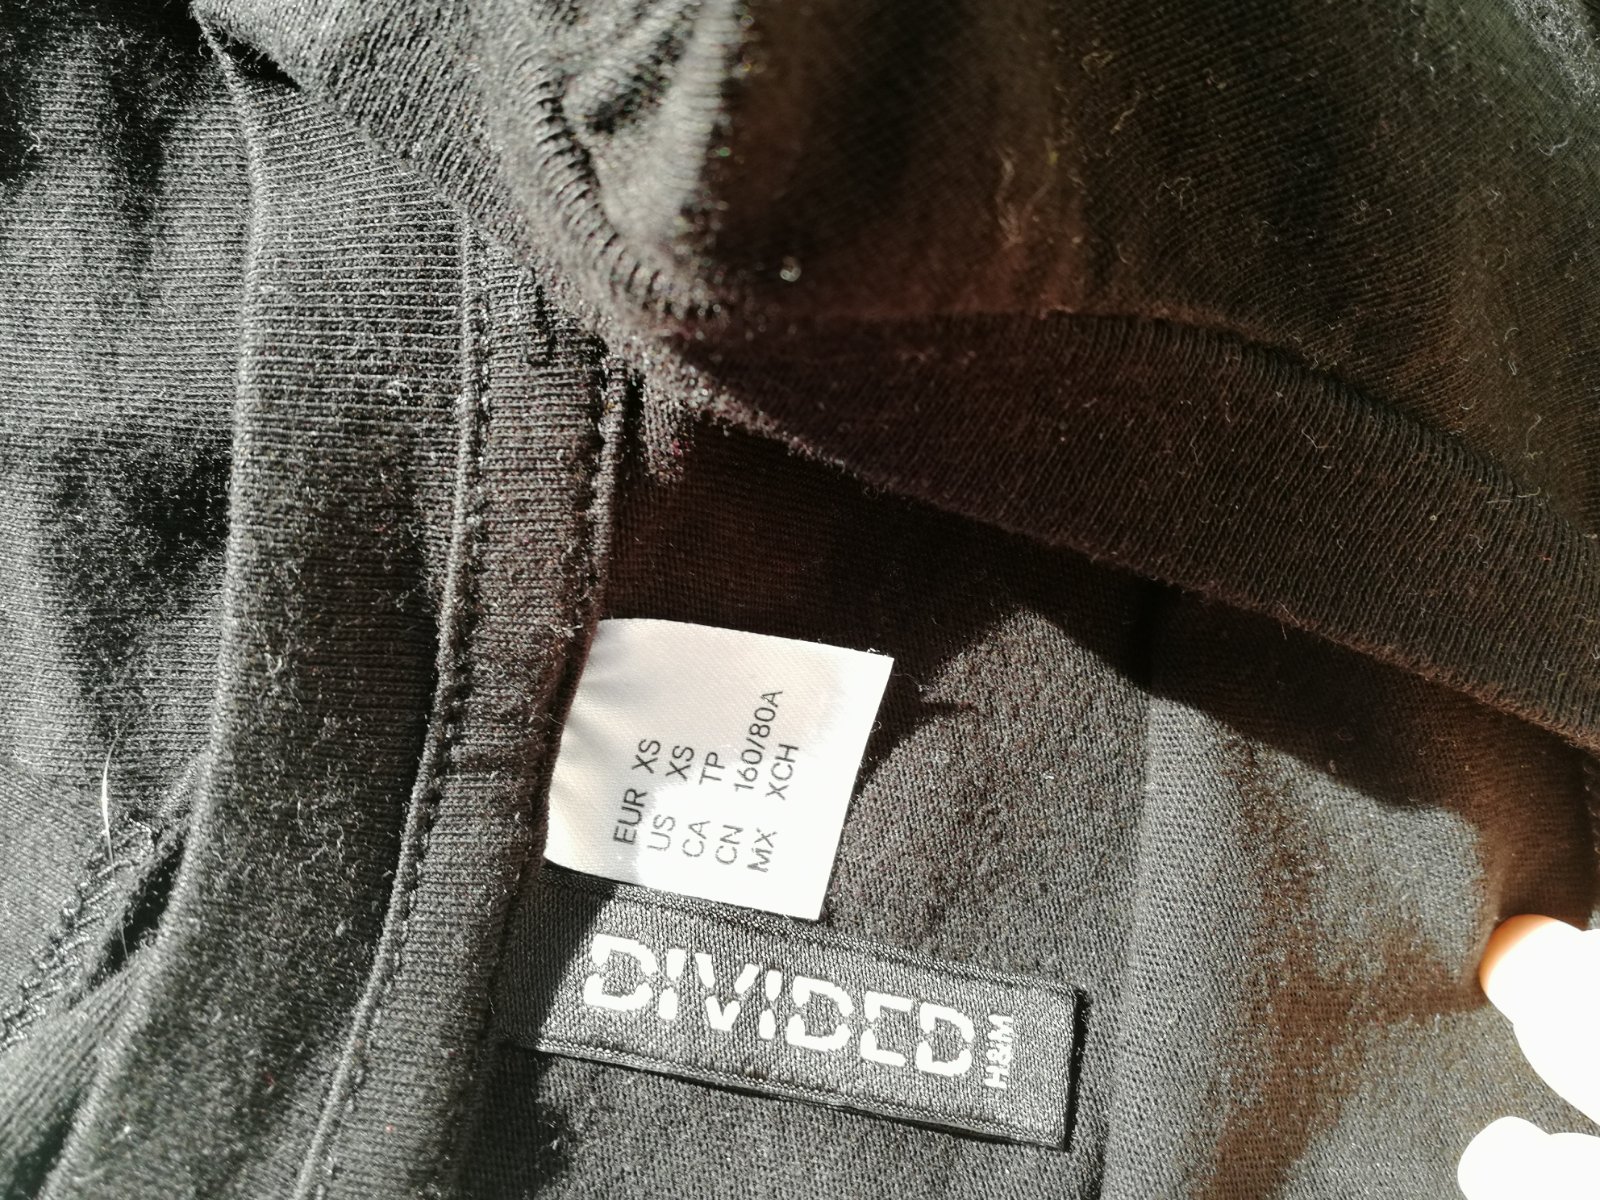 EUR XS
US XS
CA TP
CN 160/80A
MX XCH
DIVIDED
H&M